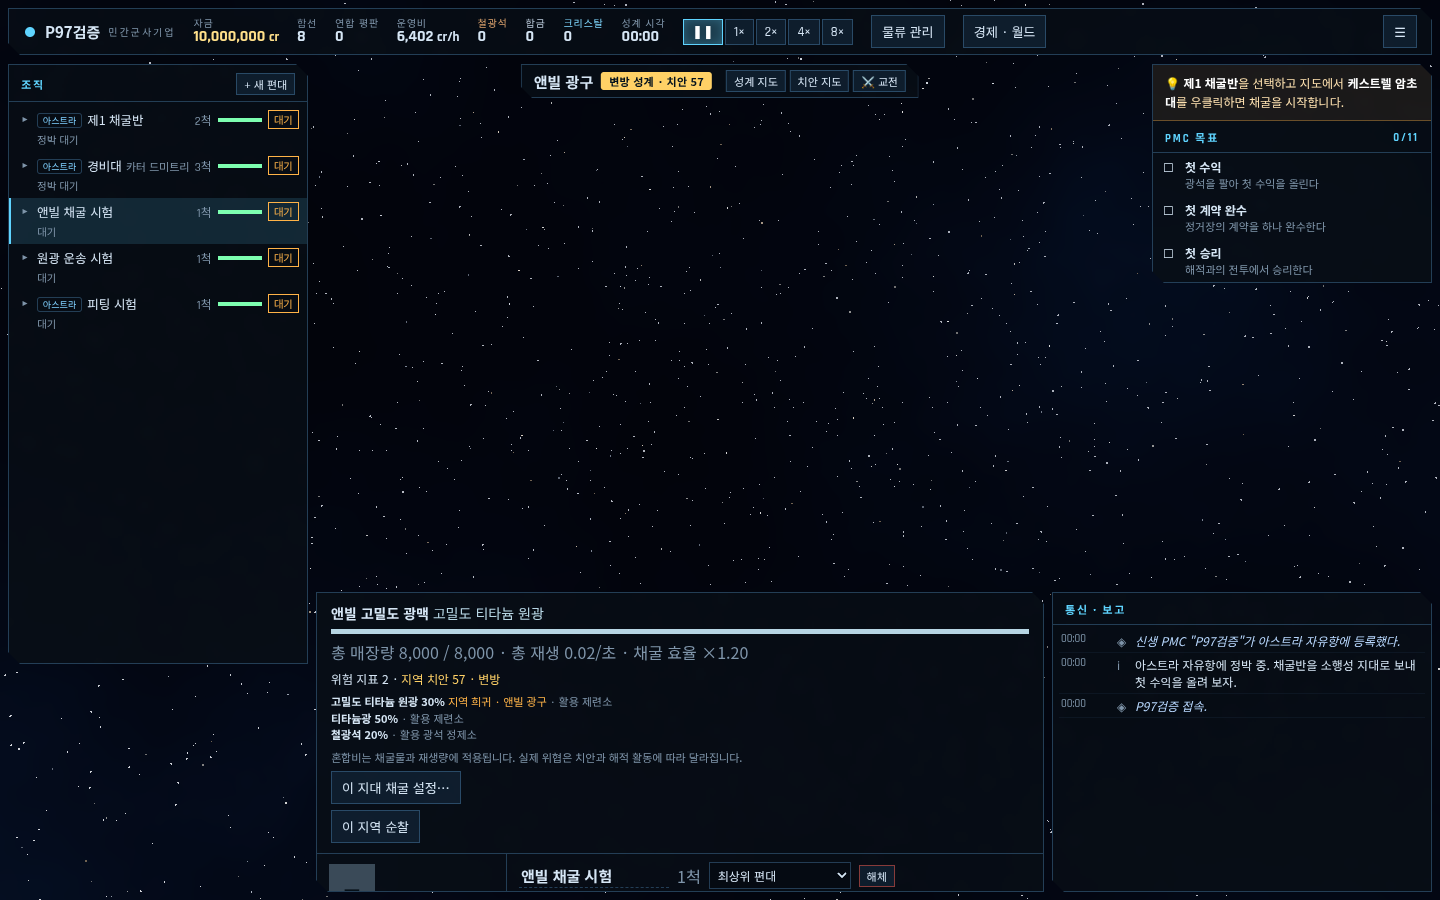 P97검증 민간군사기업
자금 10,000,000 cr
함선 8
연합 평판 0
운영비 6,402 cr/h
철광석 0
합금 0
크리스탈 0
성계 시각 00:00
❚❚ 1× 2× 4× 8×
물류 관리
경제 · 월드
☰
조직
+ 새 편대
▸ 아스트라 제1 채굴반 2척 대기
정박 대기
▸ 아스트라 경비대 카터 드미트리 3척 대기
정박 대기
▸ 앤빌 채굴 시험 1척 대기
대기
▸ 원광 운송 시험 1척 대기
대기
▸ 아스트라 피팅 시험 1척 대기
대기
앤빌 광구 변방 성계 · 치안 57 성계 지도 치안 지도 ⚔ 교전
💡 제1 채굴반을 선택하고 지도에서 케스트렐 암초
대를 우클릭하면 채굴을 시작합니다.
PMC 목표 0/11
☐ 첫 수익
광석을 팔아 첫 수익을 올린다
☐ 첫 계약 완수
정거장의 계약을 하나 완수한다
☐ 첫 승리
해적과의 전투에서 승리한다
앤빌 고밀도 광맥 고밀도 티타늄 원광
총 매장량 8,000 / 8,000 · 총 재생 0.02/초 · 채굴 효율 ×1.20
위험 지표 2 · 지역 치안 57 · 변방
고밀도 티타늄 원광 30% 지역 희귀 · 앤빌 광구 · 활용 제련소
티타늄광 50% · 활용 제련소
철광석 20% · 활용 광석 정제소
혼합비는 채굴물과 재생량에 적용됩니다. 실제 위협은 치안과 해적 활동에 따라 달라집니다.
이 지대 채굴 설정…
이 지역 순찰
앤빌 채굴 시험 1척 최상위 편대 해체
통신 · 보고
00:00 ◈ 신생 PMC "P97검증"가 아스트라 자유항에 등록했다.
00:00 i 아스트라 자유항에 정박 중. 채굴반을 소행성 지대로 보내
첫 수익을 올려 보자.
00:00 ◈ P97검증 접속.